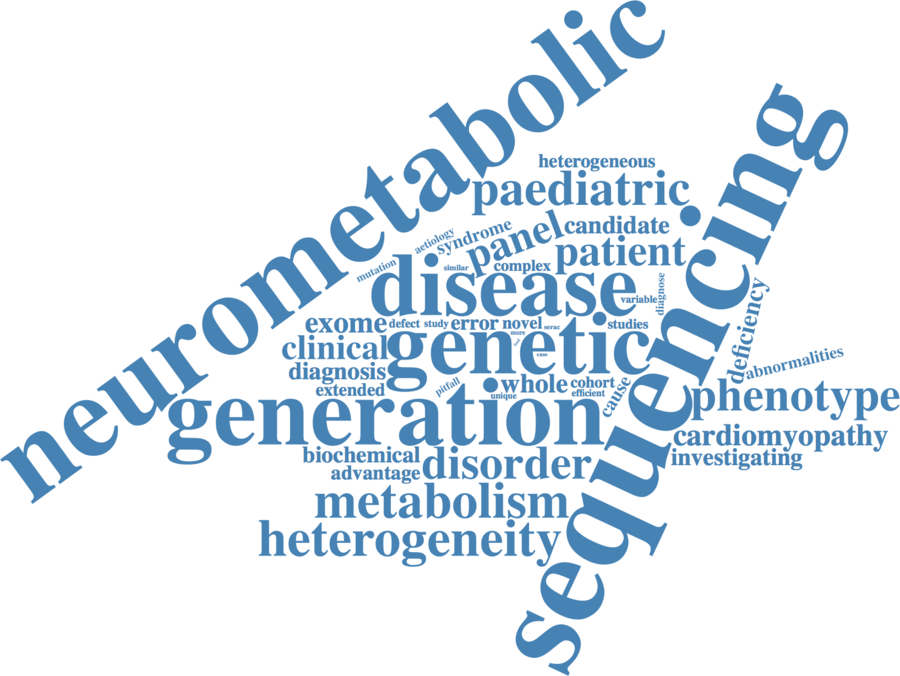 neurometabolic
sequencing
heterogeneous
paediatric
candidate
syndrome
aetiology
panel
patient
mutation
similar
complex
disease
variable
diagnose
exome
defect
study
error
novel
serac
studies
more
clinical
genetic
case
deficiency
abnormalities
diagnosis
extended
pitfall
whole
cohort
unique
efficient
cause
generation
phenotype
cardiomyopathy
investigating
biochemical
advantage
disorder
metabolism
heterogeneity